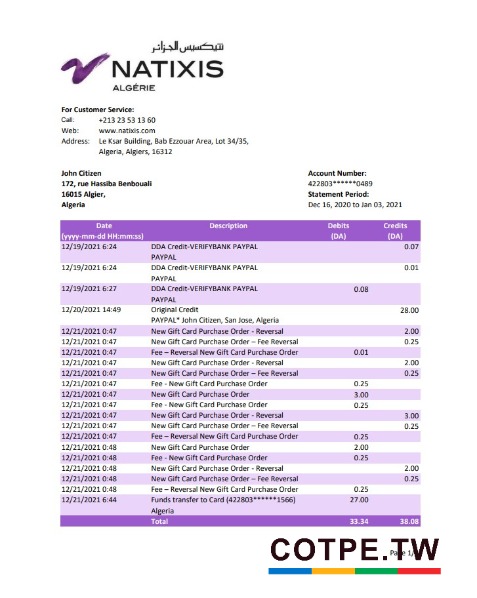 نتيكسيس الجزائر
NATIXIS
ALGÉRIE
For Customer Service:
Call: +213 23 53 13 60
Web: www.natixis.com
Address: Le Ksar Building, Bab Ezzouar Area, Lot 34/35,
Algeria, Algiers, 16312
John Citizen Account Number:
172, rue Hassiba Benbouali 422803******0489
16015 Algier, Statement Period:
Algeria Dec 16, 2020 to Jan 03, 2021
Date Description Debits Credits
(yyyy-mm-dd HH:mm:ss) (DA) (DA)
12/19/2021 6:24 DDA Credit-VERIFYBANK PAYPAL 0.07
PAYPAL
12/19/2021 6:24 DDA Credit-VERIFYBANK PAYPAL 0.01
PAYPAL
12/19/2021 6:27 DDA Credit-VERIFYBANK PAYPAL 0.08
PAYPAL
12/20/2021 14:49 Original Credit 28.00
PAYPAL* John Citizen, San Jose, Algeria
12/21/2021 0:47 New Gift Card Purchase Order - Reversal 2.00
12/21/2021 0:47 New Gift Card Purchase Order – Fee Reversal 0.25
12/21/2021 0:47 Fee – Reversal New Gift Card Purchase Order 0.01
12/21/2021 0:47 New Gift Card Purchase Order - Reversal 2.00
12/21/2021 0:47 New Gift Card Purchase Order – Fee Reversal 0.25
12/21/2021 0:47 Fee - New Gift Card Purchase Order 0.25
12/21/2021 0:47 New Gift Card Purchase Order 3.00
12/21/2021 0:47 Fee - New Gift Card Purchase Order 0.25
12/21/2021 0:47 New Gift Card Purchase Order - Reversal 3.00
12/21/2021 0:47 New Gift Card Purchase Order – Fee Reversal 0.25
12/21/2021 0:47 Fee – Reversal New Gift Card Purchase Order 0.25
12/21/2021 0:48 New Gift Card Purchase Order 2.00
12/21/2021 0:48 Fee - New Gift Card Purchase Order 0.25
12/21/2021 0:48 New Gift Card Purchase Order - Reversal 2.00
12/21/2021 0:48 New Gift Card Purchase Order – Fee Reversal 0.25
12/21/2021 0:48 Fee – Reversal New Gift Card Purchase Order 0.25
12/21/2021 6:44 Funds transfer to Card (422803******1566) 27.00
Algeria
Total 33.34 38.08
COTPE.TW